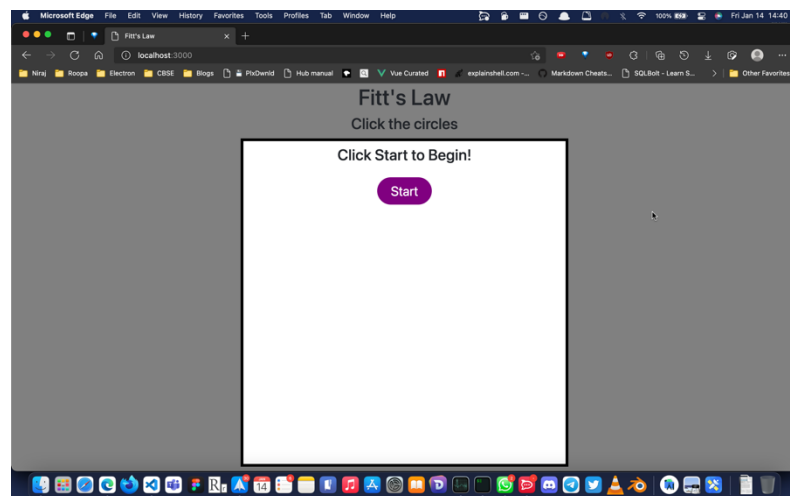 Microsoft Edge File Edit View History Favorites Tools Profiles Tab Window Help 100% Fri Jan 14 14:40
Fitt's Law
localhost:3000
Niraj Roopa Electron CBSE Blogs PlxDwnld Hub manual Vue Curated explainshell.com -... Markdown Cheats... SQLBolt - Learn S... Other Favorites
Fitt's Law
Click the circles
Click Start to Begin!
Start
14